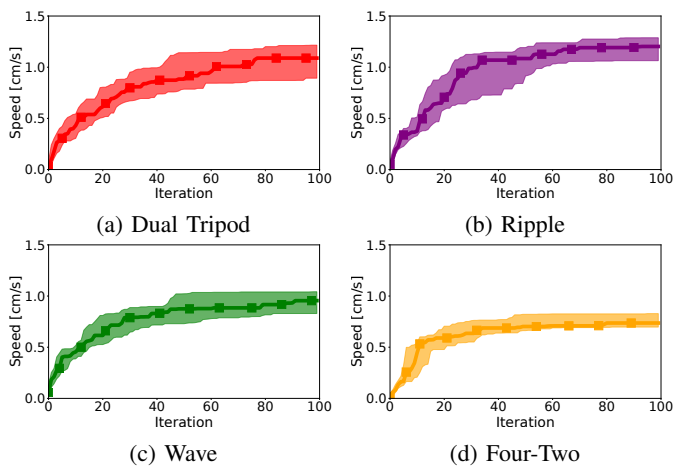 1.5
1.0
0.5
0.0
Speed [cm/s]
0 20 40 60 80 100
Iteration
(a) Dual Tripod
1.5
1.0
0.5
0.0
Speed [cm/s]
0 20 40 60 80 100
Iteration
(b) Ripple
1.5
1.0
0.5
0.0
Speed [cm/s]
0 20 40 60 80 100
Iteration
(c) Wave
1.5
1.0
0.5
0.0
Speed [cm/s]
0 20 40 60 80 100
Iteration
(d) Four-Two